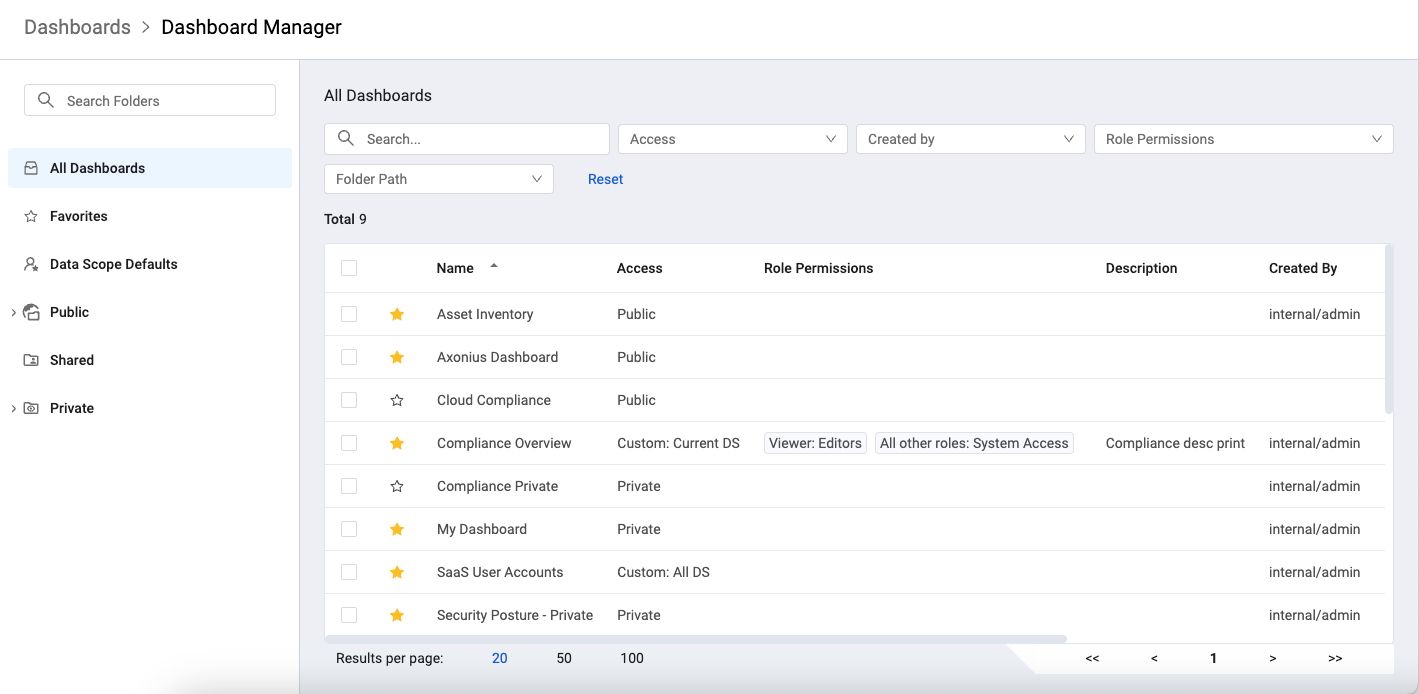 Dashboards > Dashboard Manager
Search Folders
All Dashboards
Favorites
Data Scope Defaults
Public
Shared
Private
All Dashboards
Search... Access Created by Role Permissions
Folder Path Reset
Total 9
Name Access Role Permissions Description Created By
Asset Inventory Public internal/admin
Axonius Dashboard Public
Cloud Compliance Public
Compliance Overview Custom: Current DS Viewer: Editors All other roles: System Access Compliance desc print internal/admin
Compliance Private Private internal/admin
My Dashboard Private internal/admin
SaaS User Accounts Custom: All DS internal/admin
Security Posture - Private Private internal/admin
Results per page: 20 50 100 << < 1 > >>